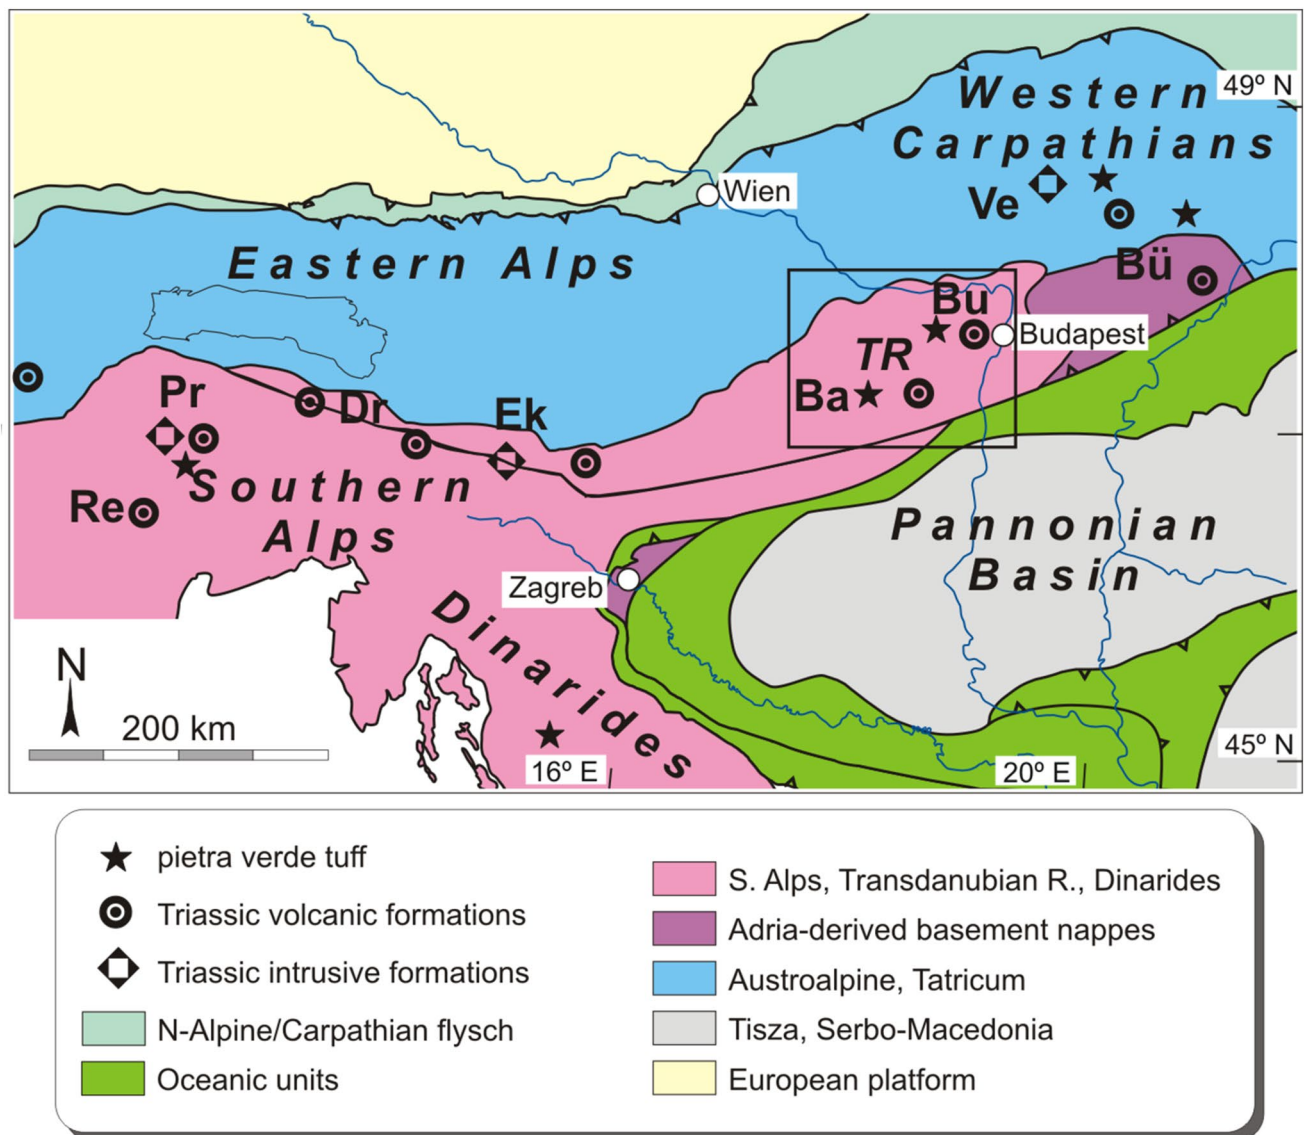 Western
Carpathians
49º N
Wien
Ve
Eastern Alps
Bü
Bu
Budapest
TR
Ba
Pr
Dr
Ek
Re
Southern
Alps
Pannonian
Basin
Zagreb
Dinarides
N
200 km
16º E
20º E
45º N
pietra verde tuff
Triassic volcanic formations
Triassic intrusive formations
N-Alpine/Carpathian flysch
Oceanic units
S. Alps, Transdanubian R., Dinarides
Adria-derived basement nappes
Austroalpine, Tatricum
Tisza, Serbo-Macedonia
European platform